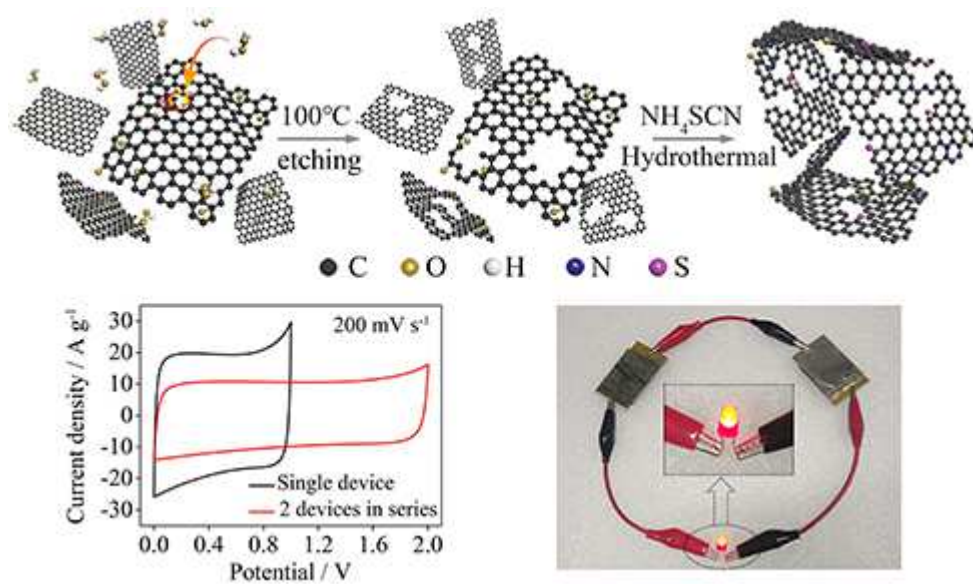 100°C
etching
NH₄SCN
Hydrothermal
C O H N S
200 mV s⁻¹
Current density / A g⁻¹
30
20
10
0
-10
-20
-30
Single device
2 devices in series
0.0 0.4 0.8 1.2 1.6 2.0
Potential / V